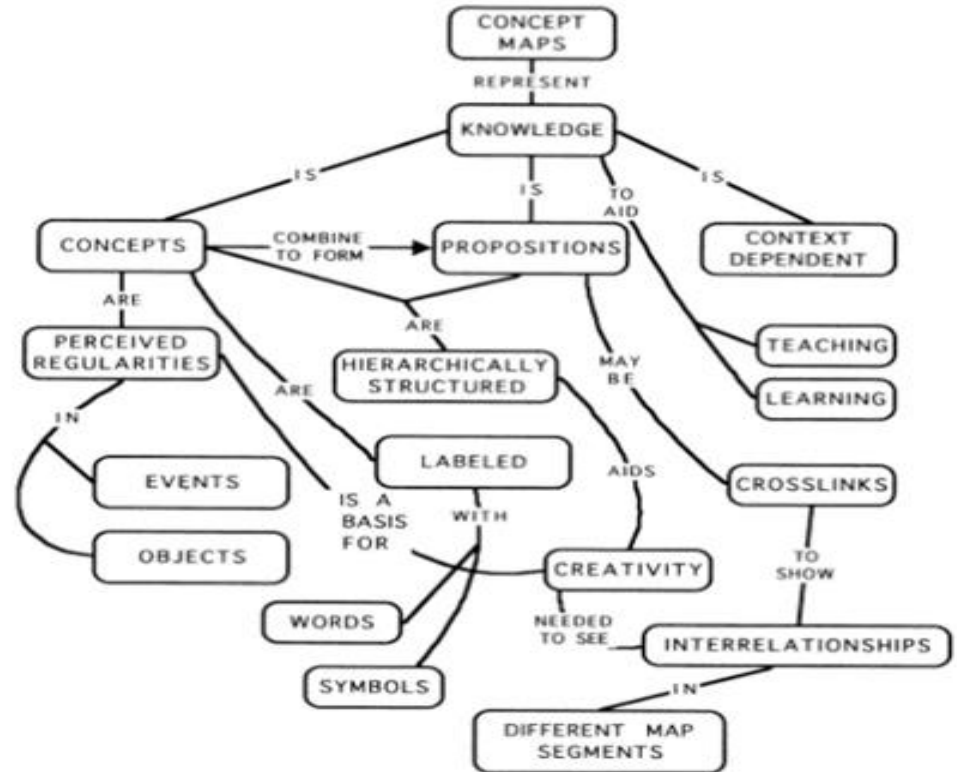 CONCEPT
MAPS
REPRESENT
KNOWLEDGE
IS
IS
TO
AID
IS
CONCEPTS
COMBINE
TO FORM
PROPOSITIONS
CONTEXT
DEPENDENT
ARE
PERCEIVED
REGULARITIES
ARE
HIERARCHICALLY
STRUCTURED
MAY
BE
TEACHING
LEARNING
IN
ARE
LABELED
AIDS
CROSSLINKS
EVENTS
IS A
BASIS
FOR
WITH
OBJECTS
CREATIVITY
TO
SHOW
WORDS
NEEDED
TO SEE
INTERRELATIONSHIPS
SYMBOLS
IN
DIFFERENT MAP
SEGMENTS